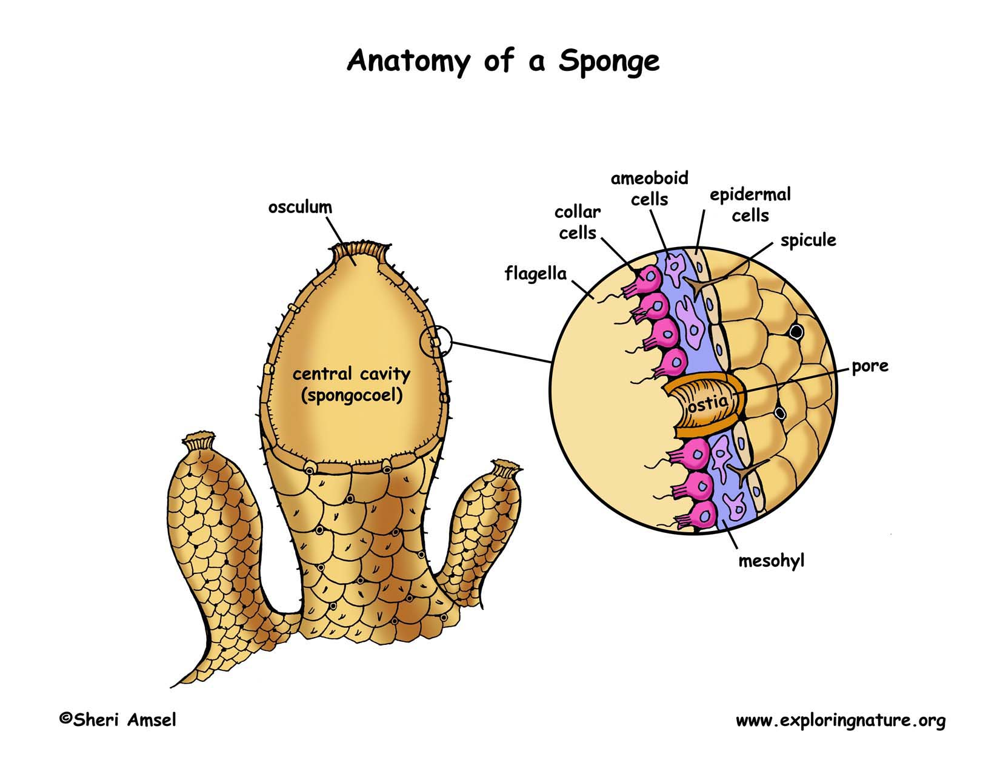 Anatomy of a Sponge
ameoboid
cells
epidermal
cells
osculum
collar
cells
spicule
flagella
central cavity
(spongocoel)
pore
ostia
mesohyl
©Sheri Amsel
www.exploringnature.org